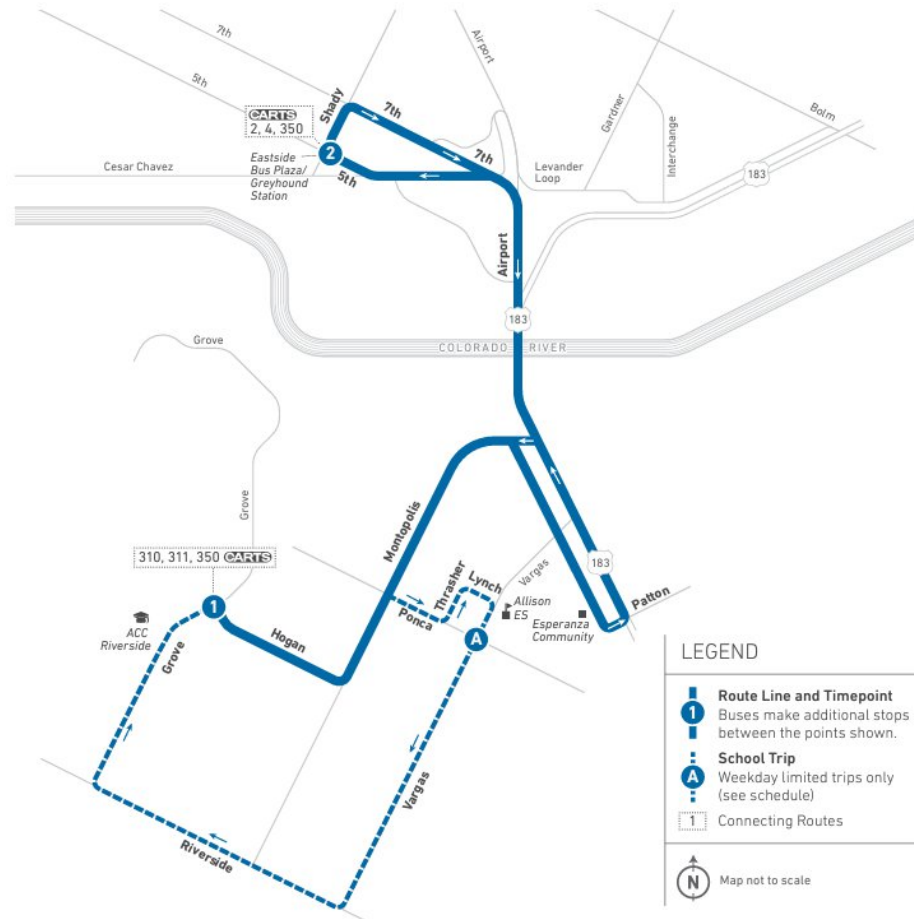 7th
5th
Airport
Gardner
Bolm
Interchange
183
Shady
7th
7th
CARTS
2, 4, 350
2
Eastside
Bus Plaza/
Greyhound
Station
Cesar Chavez
5th
Levander
Loop
Airport
183
COLORADO RIVER
Grove
Grove
Montopolis
310, 311, 350 CARTS
1
ACC
Riverside
Grove
Hogan
Ponca
Thrasher
Lynch
Vargas
Allison
ES
A
Esperanza
Community
183
Patton
Vargas
Riverside
LEGEND
1
Route Line and Timepoint
Buses make additional stops
between the points shown.
A
School Trip
Weekday limited trips only
(see schedule)
1 Connecting Routes
N
Map not to scale